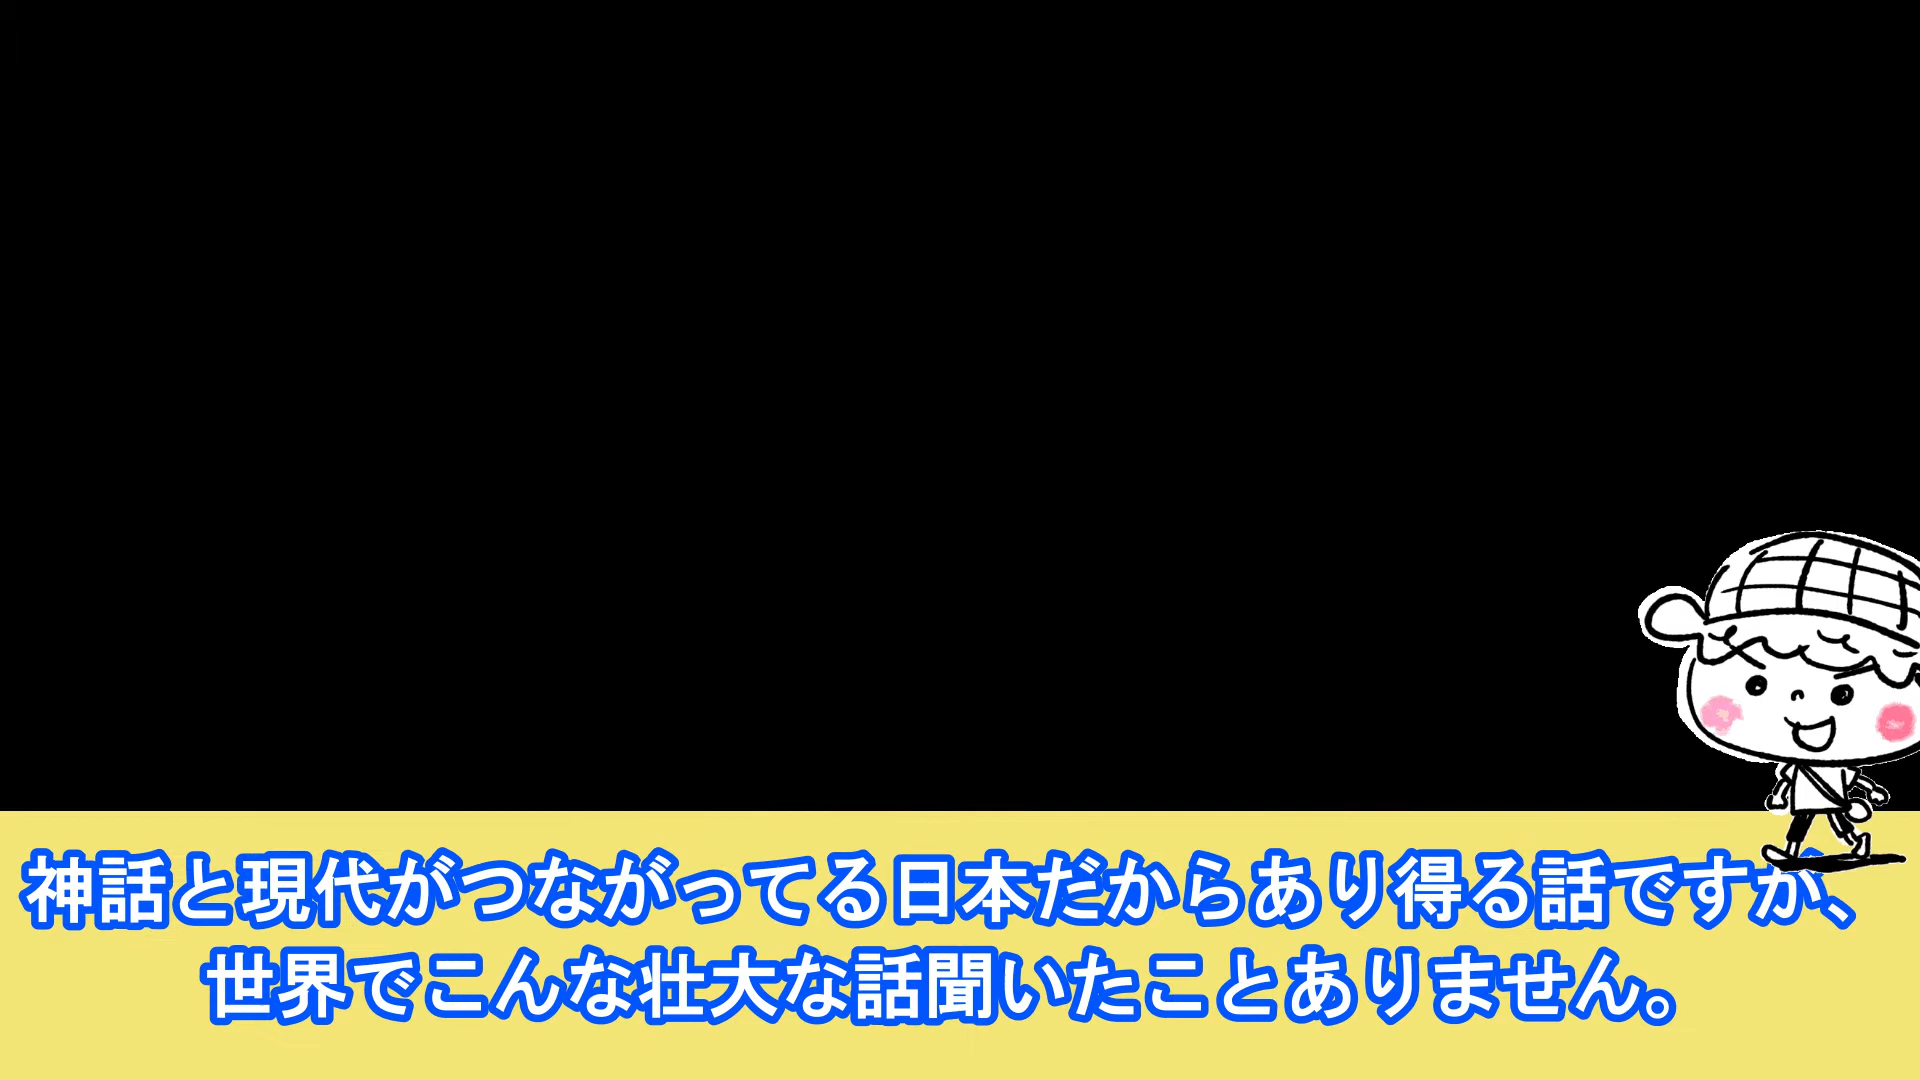 神話と現代がつながってる日本だからあり得る話ですが、
世界でこんな壮大な話聞いたことありません。